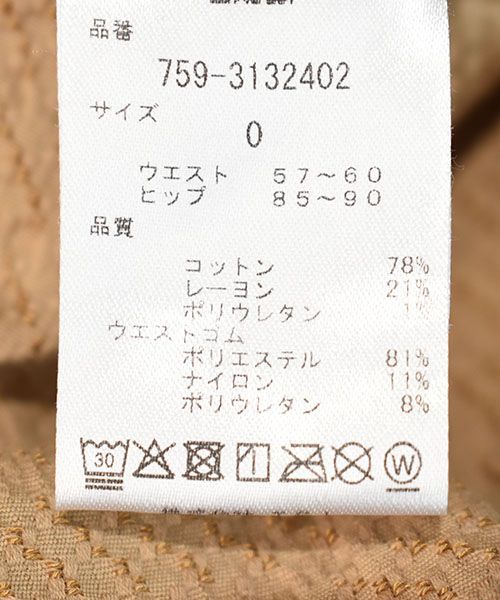 品番
759-3132402
サイズ
0
ウエスト 57～60
ヒップ 85～90
品質
コットン 78%
レーヨン 21%
ポリウレタン 1%
ウエストゴム
ポリエステル 81%
ナイロン 11%
ポリウレタン 8%
30 W